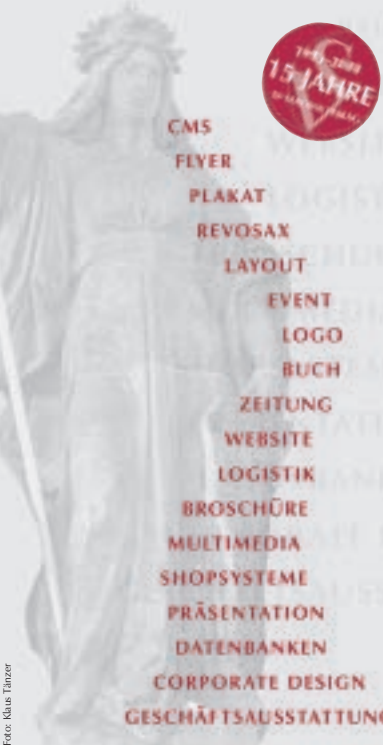 15 JAHRE
CMS
FLYER
PLAKAT
REVOSAX
LAYOUT
EVENT
LOGO
BUCH
ZEITUNG
WEBSITE
LOGISTIK
BROSCHÜRE
MULTIMEDIA
SHOPSYSTEME
PRÄSENTATION
DATENBANKEN
CORPORATE DESIGN
GESCHÄFTSAUSSTATTUNG
Foto: Klaus Tänzer